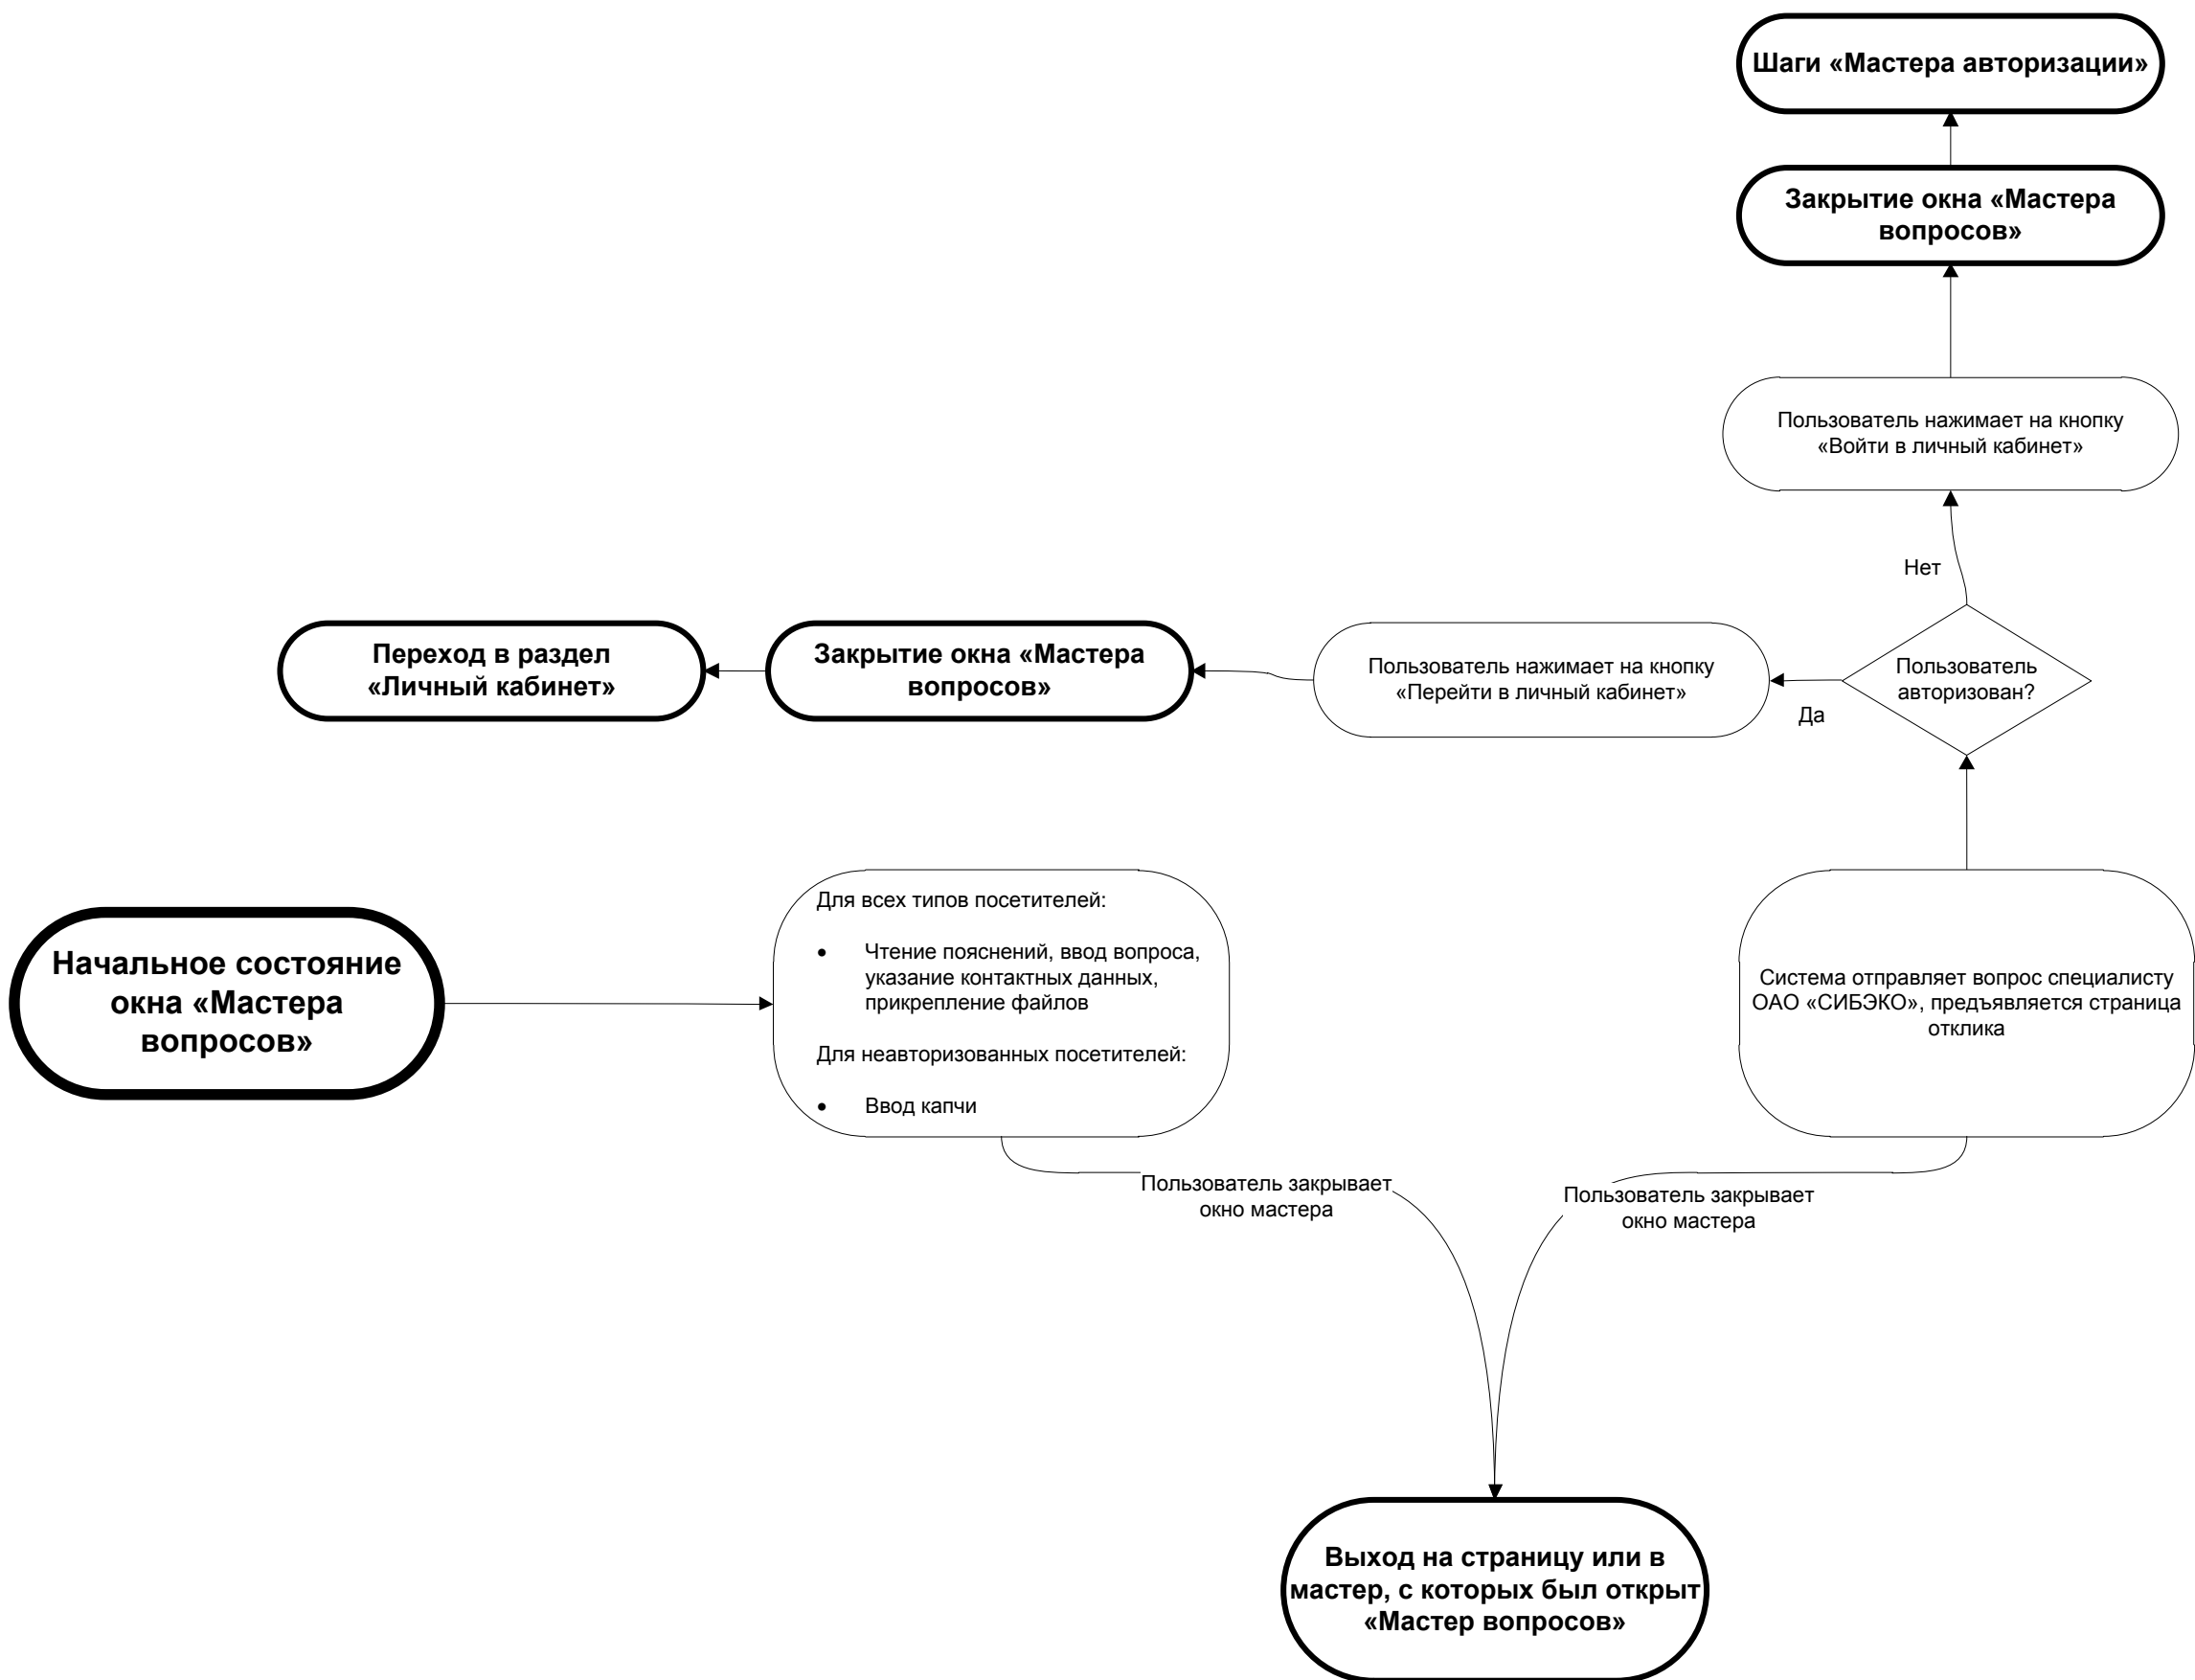 Шаги «Мастера авторизации»
Закрытие окна «Мастера
вопросов»
Пользователь нажимает на кнопку
«Войти в личный кабинет»
Нет
Переход в раздел
«Личный кабинет»
Закрытие окна «Мастера
вопросов»
Пользователь нажимает на кнопку
«Перейти в личный кабинет»
Да
Пользователь
авторизован?
Начальное состояние
окна «Мастера
вопросов»
Для всех типов посетителей:
• Чтение пояснений, ввод вопроса,
указание контактных данных,
прикрепление файлов
Для неавторизованных посетителей:
• Ввод капчи
Система отправляет вопрос специалисту
ОАО «СИБЭКО», предъявляется страница
отклика
Пользователь закрывает
окно мастера
Пользователь закрывает
окно мастера
Выход на страницу или в
мастер, с которых был открыт
«Мастер вопросов»